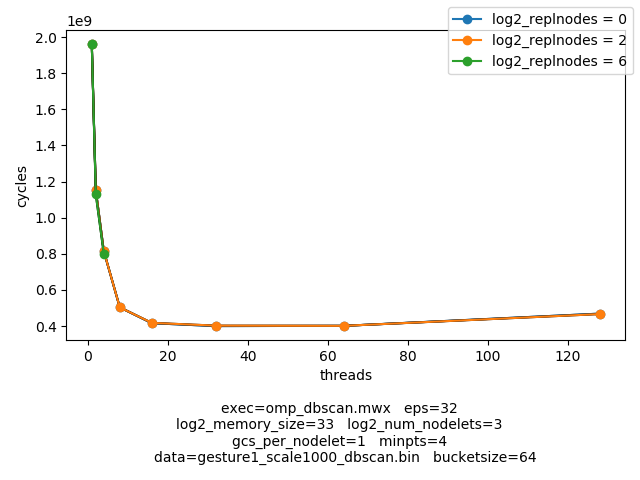 1e9
log2_replnodes = 0
log2_replnodes = 2
log2_replnodes = 6
2.0
1.8
1.6
1.4
1.2
1.0
0.8
0.6
0.4
cycles
0 20 40 60 80 100 120
threads
exec=omp_dbscan.mwx eps=32
log2_memory_size=33 log2_num_nodelets=3
gcs_per_nodelet=1 minpts=4
data=gesture1_scale1000_dbscan.bin bucketsize=64